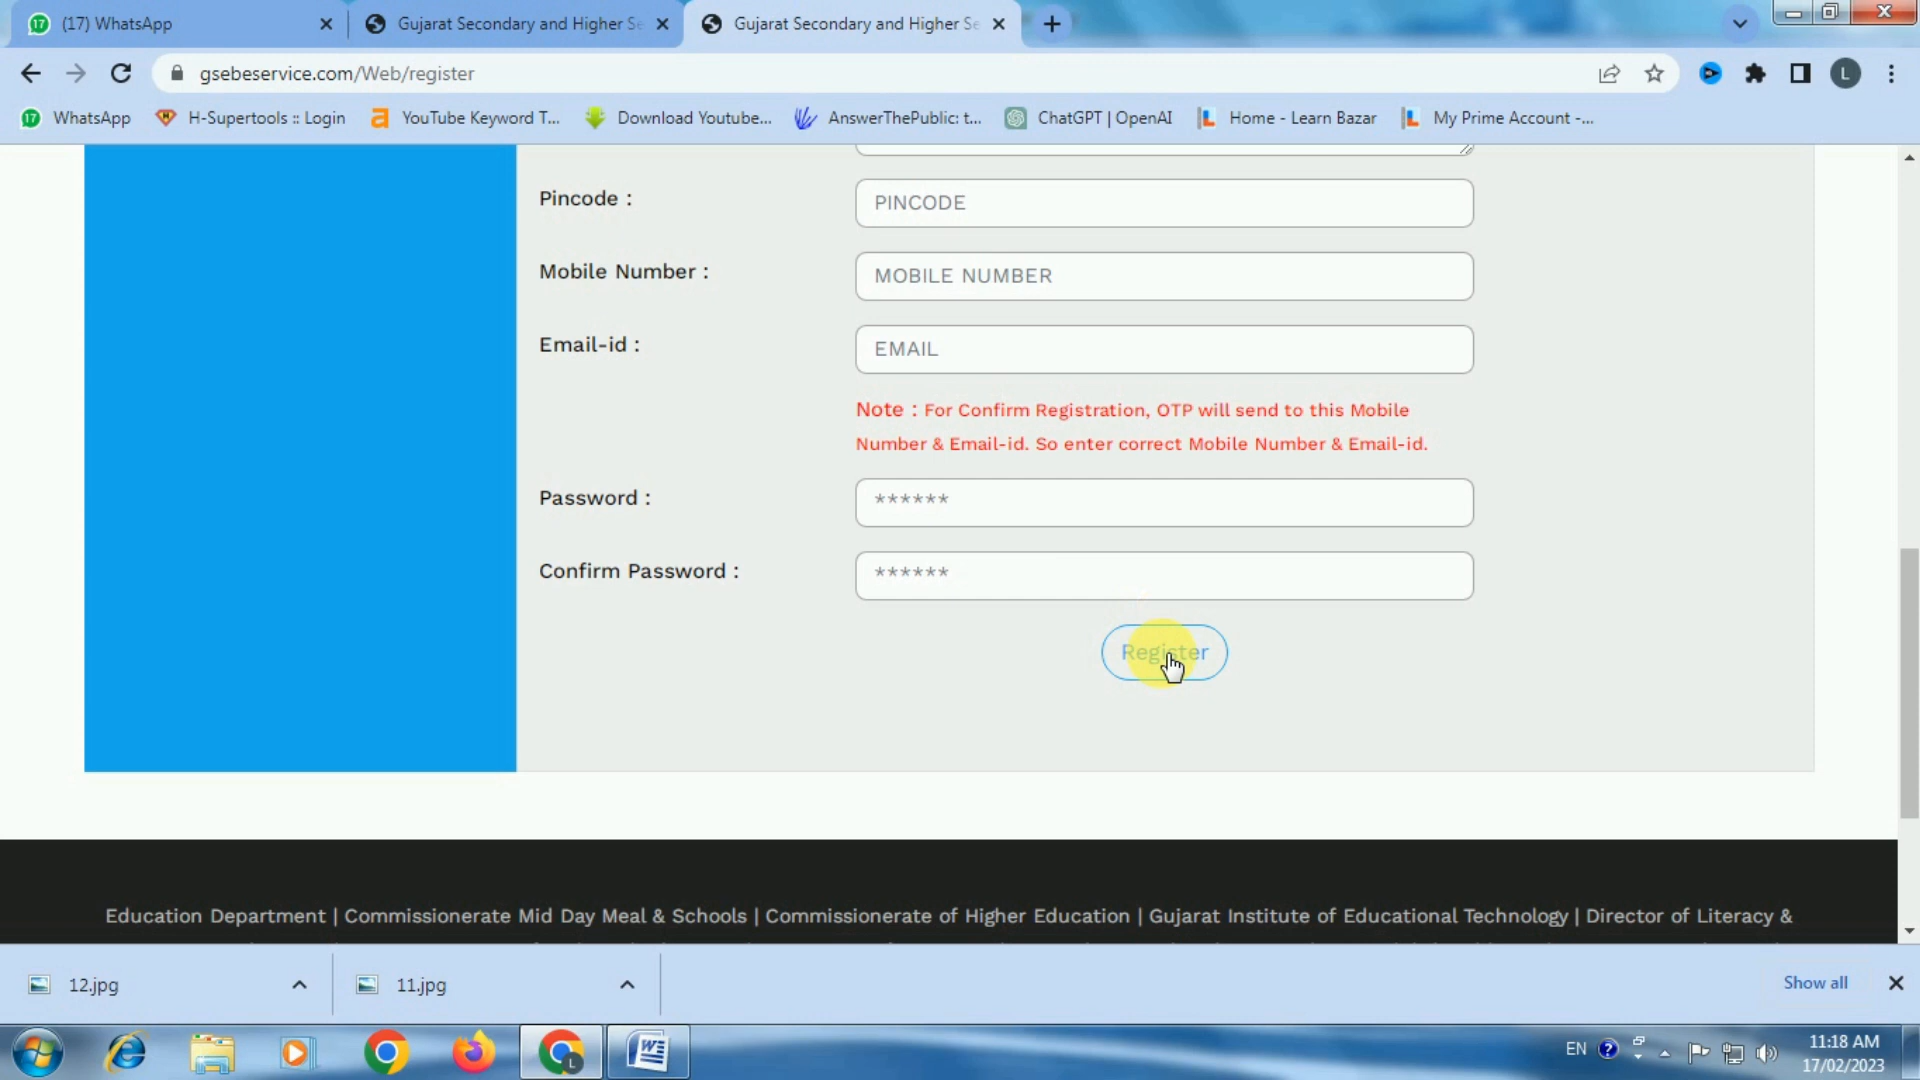 (17) WhatsApp
Gujarat Secondary and Higher Se
Gujarat Secondary and Higher Se
gsebeservice.com/Web/register
L
17 WhatsApp
H-Supertools :: Login
YouTube Keyword T...
Download Youtube...
AnswerThePublic: t...
ChatGPT | OpenAI
Home - Learn Bazar
My Prime Account -...
Pincode :
PINCODE
Mobile Number :
MOBILE NUMBER
Email-id :
EMAIL
Note : For Confirm Registration, OTP will send to this Mobile
Number & Email-id. So enter correct Mobile Number & Email-id.
Password :
******
Confirm Password :
******
Register
Education Department | Commissionerate Mid Day Meal & Schools | Commissionerate of Higher Education | Gujarat Institute of Educational Technology | Director of Literacy &
12.jpg
11.jpg
Show all
EN
11:18 AM
17/02/2023